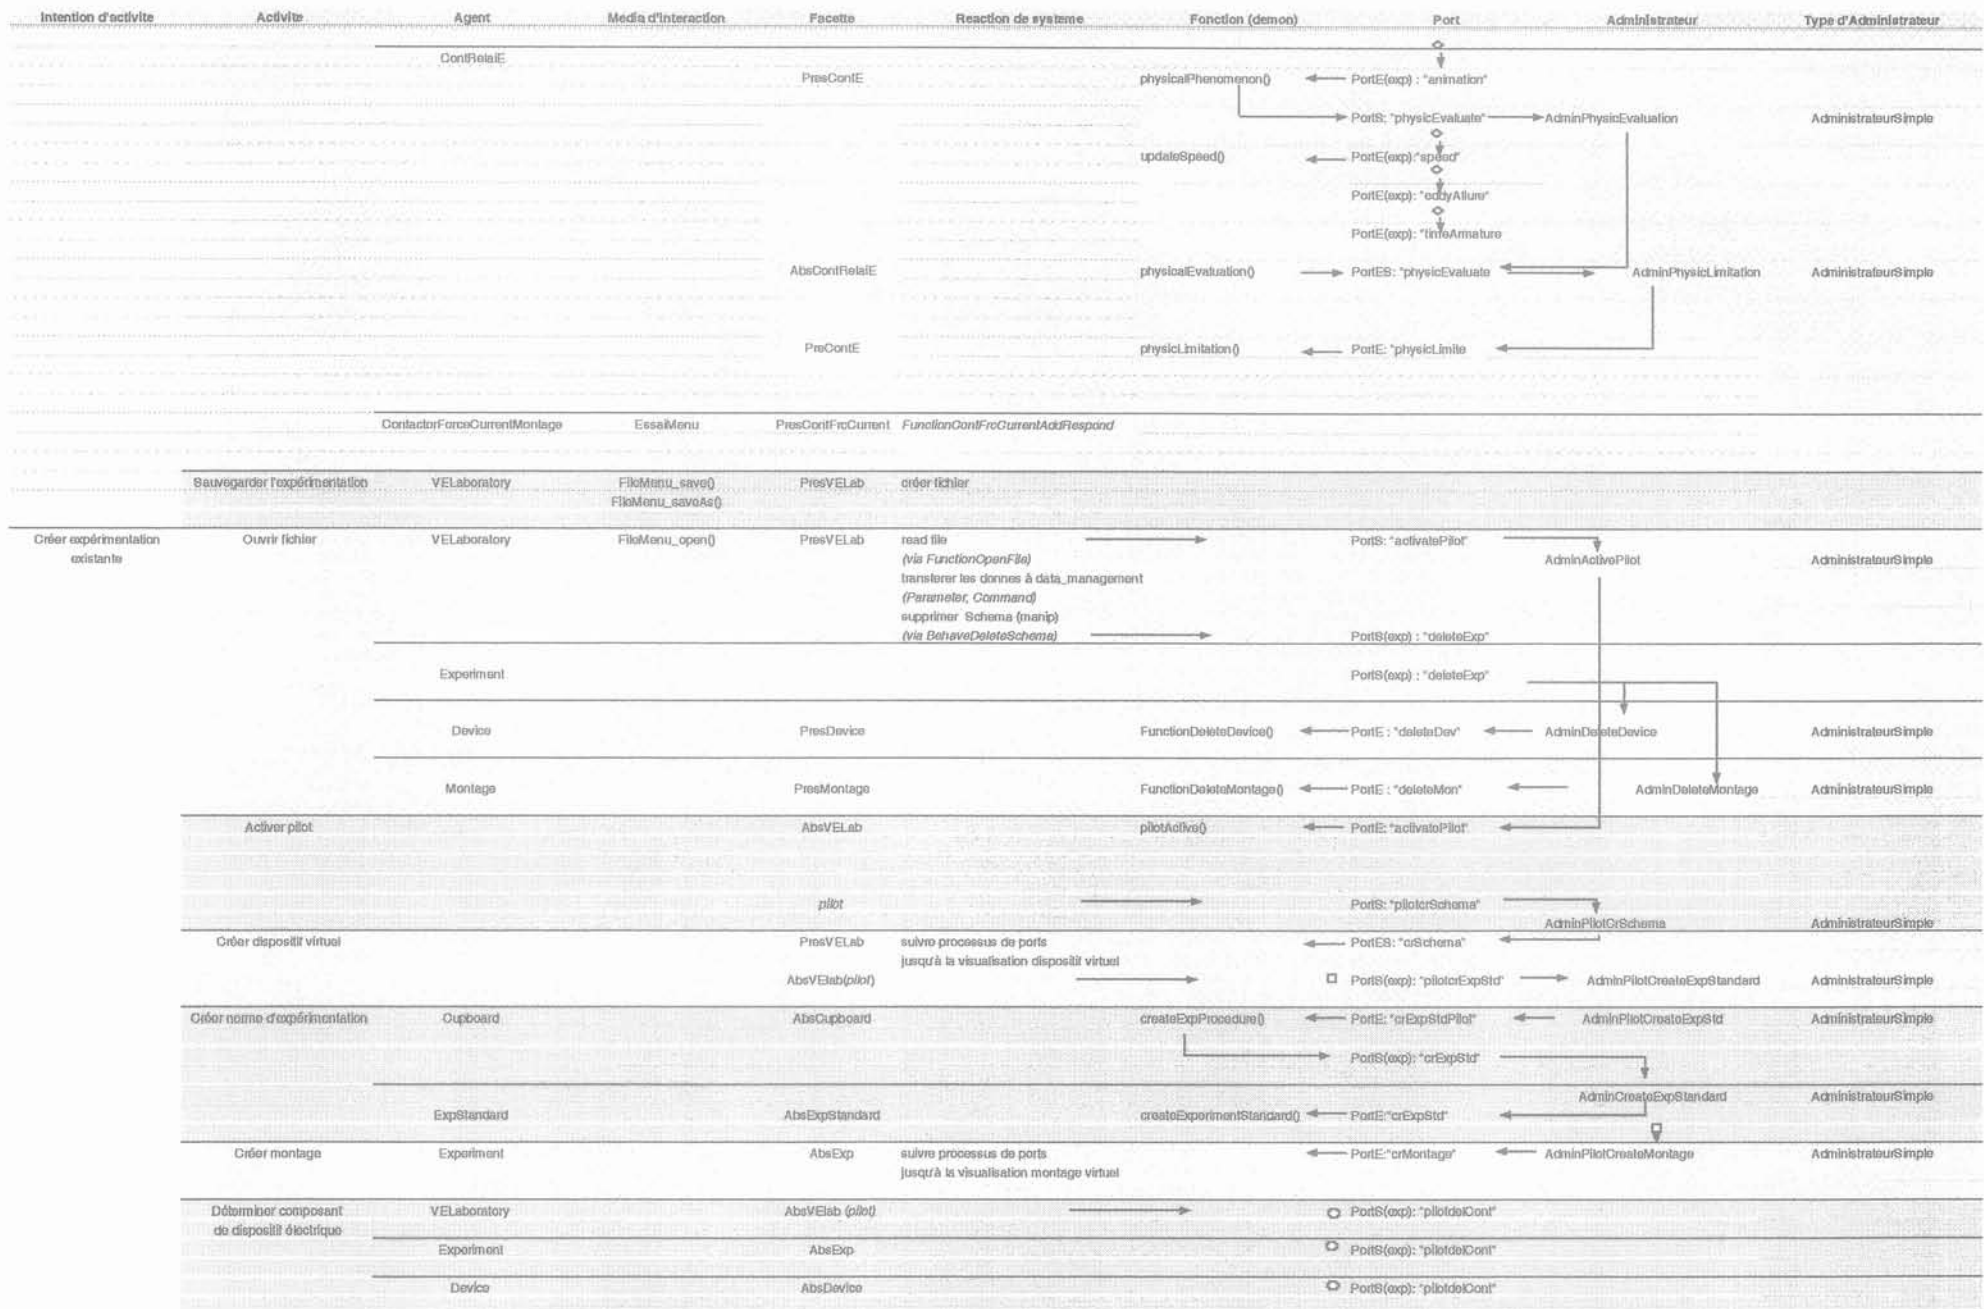 Intention d'activite Activite Agent Media d'Interaction Facette Reaction de systeme Fonction (demon) Port Administrateur Type d'Administrateur
ContRelaiE
PresContE physicalPhenomenon() PortE(exp) : "animation"
PortS: "physicEvaluate" AdminPhysicEvaluation AdministrateurSimple
updateSpeed() PortE(exp):"speed"
PortE(exp): "eddyAllure"
PortE(exp): "timeArmature
AbsContRelaiE physicalEvaluation() PortES: "physicEvaluate AdminPhysicLimitation AdministrateurSimple
PreContE physicLimitation() PortE: "physicLimite
ContactorForceCurrentMontage EssaiMenu PresContFrcCurrent FunctionContFrcCurrentAddRespond
Sauvegarder l'expérimentation VELaboratory FileMenu_save() PresVELab créer fichier
FileMenu_saveAs()
Créer expérimentation Ouvrir fichier VELaboratory FileMenu_open() PresVELab read file PortS: "activatePilot"
existante (via FunctionOpenFile) AdminActivePilot AdministrateurSimple
transferer les donnes à data_management
(Parameter, Command)
supprimer Schema (manip)
(via BehaveDeleteSchema) PortS(exp) : "deleteExp"
Experiment PortS(exp) : "deleteExp"
Device PresDevice FunctionDeleteDevice() PortE : "deleteDev" AdminDeleteDevice AdministrateurSimple
Montage PresMontage FunctionDeleteMontage() PortE : "deleteMon" AdminDeleteMontage AdministrateurSimple
Activer pilot AbsVELab pilotActive() PortE: "activatePilot"
pilot PortS: "pilotcrSchema"
AdminPilotCrSchema AdministrateurSimple
Créer dispositif virtuel PresVELab suivre processus de ports PortES: "crSchema"
jusqu'à la visualisation dispositif virtuel
AbsVElab(pilot) PortS(exp): "pilotcrExpStd" AdminPilotCreateExpStandard AdministrateurSimple
Créer norme d'expérimentation Cupboard AbsCupboard createExpProcedure() PortE: "crExpStdPilot" AdminPilotCreateExpStd AdministrateurSimple
PortS(exp): "crExpStd"
AdminCreateExpStandard AdministrateurSimple
ExpStandard AbsExpStandard createExperimentStandard() PortE:"crExpStd"
Créer montage Experiment AbsExp suivre processus de ports PortE:"crMontage" AdminPilotCreateMontage AdministrateurSimple
jusqu'à la visualisation montage virtuel
Déterminer composant VELaboratory AbsVElab (pilot) PortS(exp): "pilotdelCont"
de dispositif électrique
Experiment AbsExp PortS(exp): "pilotdelCont"
Device AbsDevice PortS(exp): "pilotdelCont"